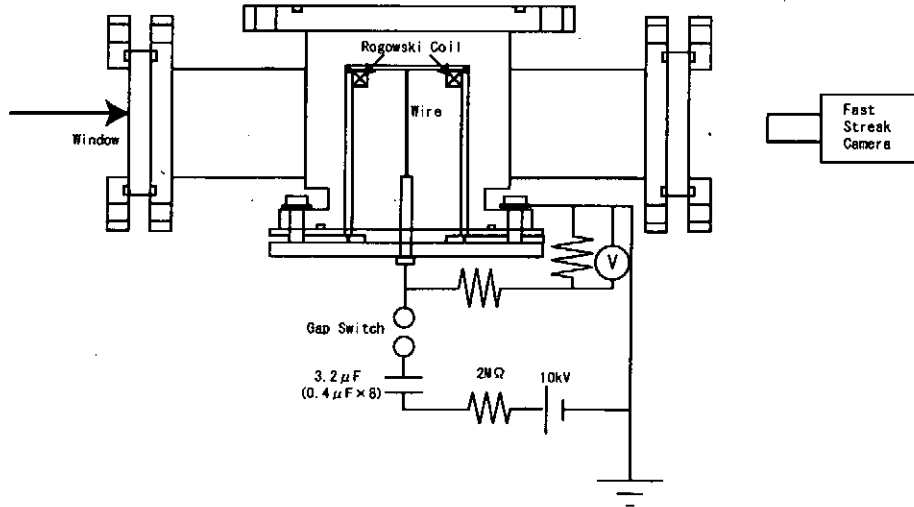 Rogowski Coil
Wire
Window
Fast
Streak
Camera
V
Gap Switch
3.2μF
(0.4μF×8)
2MΩ
10kV